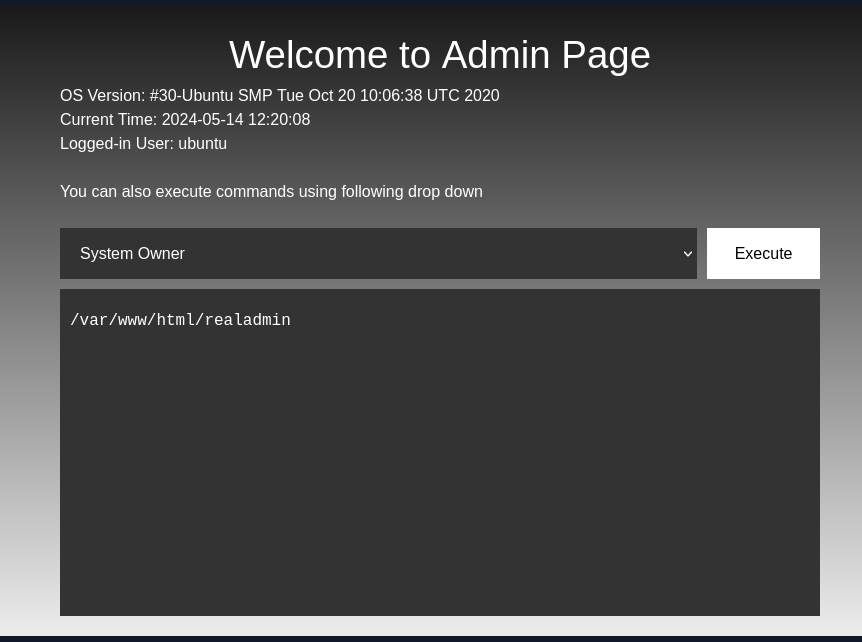 Welcome to Admin Page
OS Version: #30-Ubuntu SMP Tue Oct 20 10:06:38 UTC 2020
Current Time: 2024-05-14 12:20:08
Logged-in User: ubuntu
You can also execute commands using following drop down
System Owner
Execute
/var/www/html/realadmin